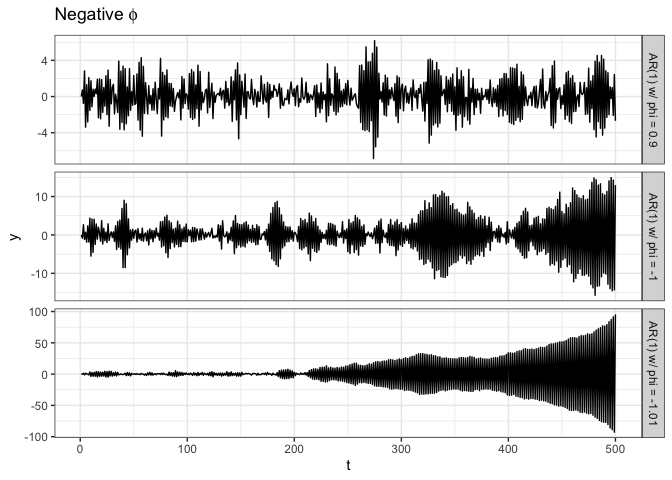 Negative ϕ
4
0
-4
AR(1) w/ phi = 0.9
10
0
-10
AR(1) w/ phi = -1
y
100
50
0
-50
-100
AR(1) w/ phi = -1.01
0 100 200 300 400 500
t